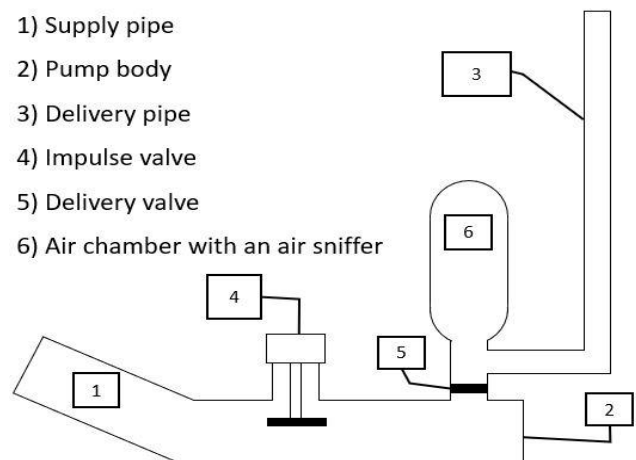 1) Supply pipe
2) Pump body
3) Delivery pipe
4) Impulse valve
5) Delivery valve
6) Air chamber with an air sniffer
3
6
4
5
1
2